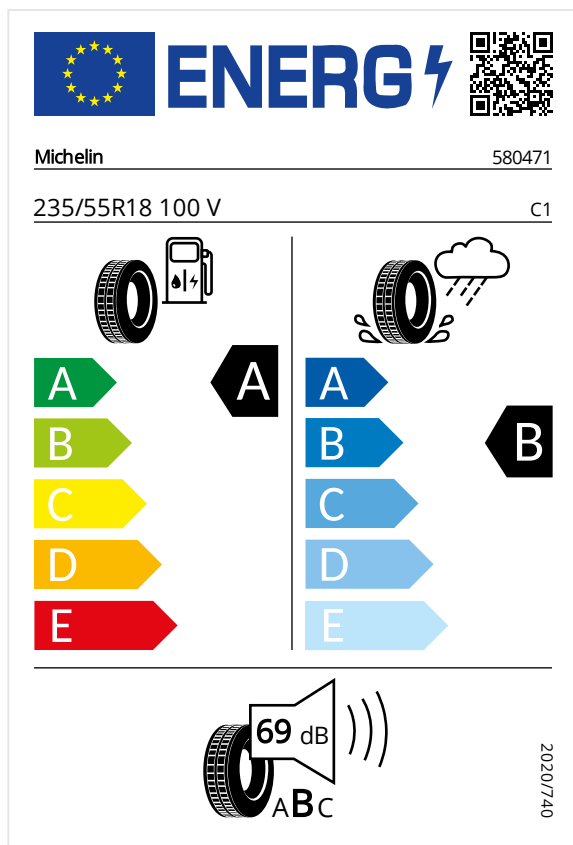 ENERG
Michelin 580471
235/55R18 100 V C1
A A A
B B B
C C
D D
E E
69 dB
ABC
2020/740